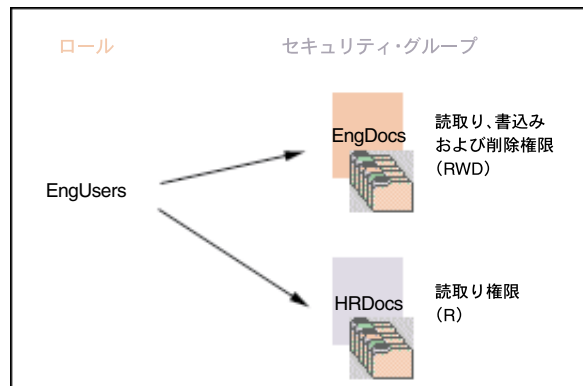 ロール
セキュリティ・グループ
EngDocs
読取り、書込み
および削除権限
(RWD)
EngUsers
HRDocs
読取り権限
(R)